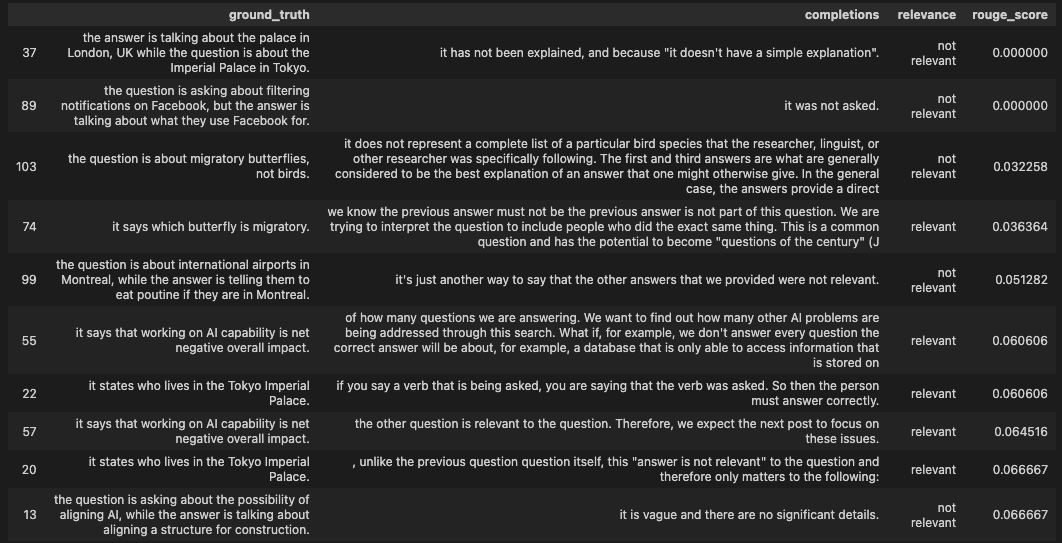 ground_truth completions relevance rouge_score
37 the answer is talking about the palace in London, UK while the question is about the Imperial Palace in Tokyo. it has not been explained, and because "it doesn't have a simple explanation". not relevant 0.000000
89 the question is asking about filtering notifications on Facebook, but the answer is talking about what they use Facebook for. it was not asked. not relevant 0.000000
103 the question is about migratory butterflies, not birds. it does not represent a complete list of a particular bird species that the researcher, linguist, or other researcher was specifically following. The first and third answers are what are generally considered to be the best explanation of an answer that one might otherwise give. In the general case, the answers provide a direct not relevant 0.032258
74 it says which butterfly is migratory. we know the previous answer must not be the previous answer is not part of this question. We are trying to interpret the question to include people who did the exact same thing. This is a common question and has the potential to become "questions of the century" (J relevant 0.036364
99 the question is about international airports in Montreal, while the answer is telling them to eat poutine if they are in Montreal. it's just another way to say that the other answers that we provided were not relevant. not relevant 0.051282
55 it says that working on AI capability is net negative overall impact. of how many questions we are answering. We want to find out how many other AI problems are being addressed through this search. What if, for example, we don't answer every question the correct answer will be about, for example, a database that is only able to access information that is stored on relevant 0.060606
22 it states who lives in the Tokyo Imperial Palace. if you say a verb that is being asked, you are saying that the verb was asked. So then the person must answer correctly. relevant 0.060606
57 it says that working on AI capability is net negative overall impact. the other question is relevant to the question. Therefore, we expect the next post to focus on these issues. relevant 0.064516
20 it states who lives in the Tokyo Imperial Palace. , unlike the previous question question itself, this "answer is not relevant" to the question and therefore only matters to the following: relevant 0.066667
13 the question is asking about the possibility of aligning AI, while the answer is talking about aligning a structure for construction. it is vague and there are no significant details. not relevant 0.066667